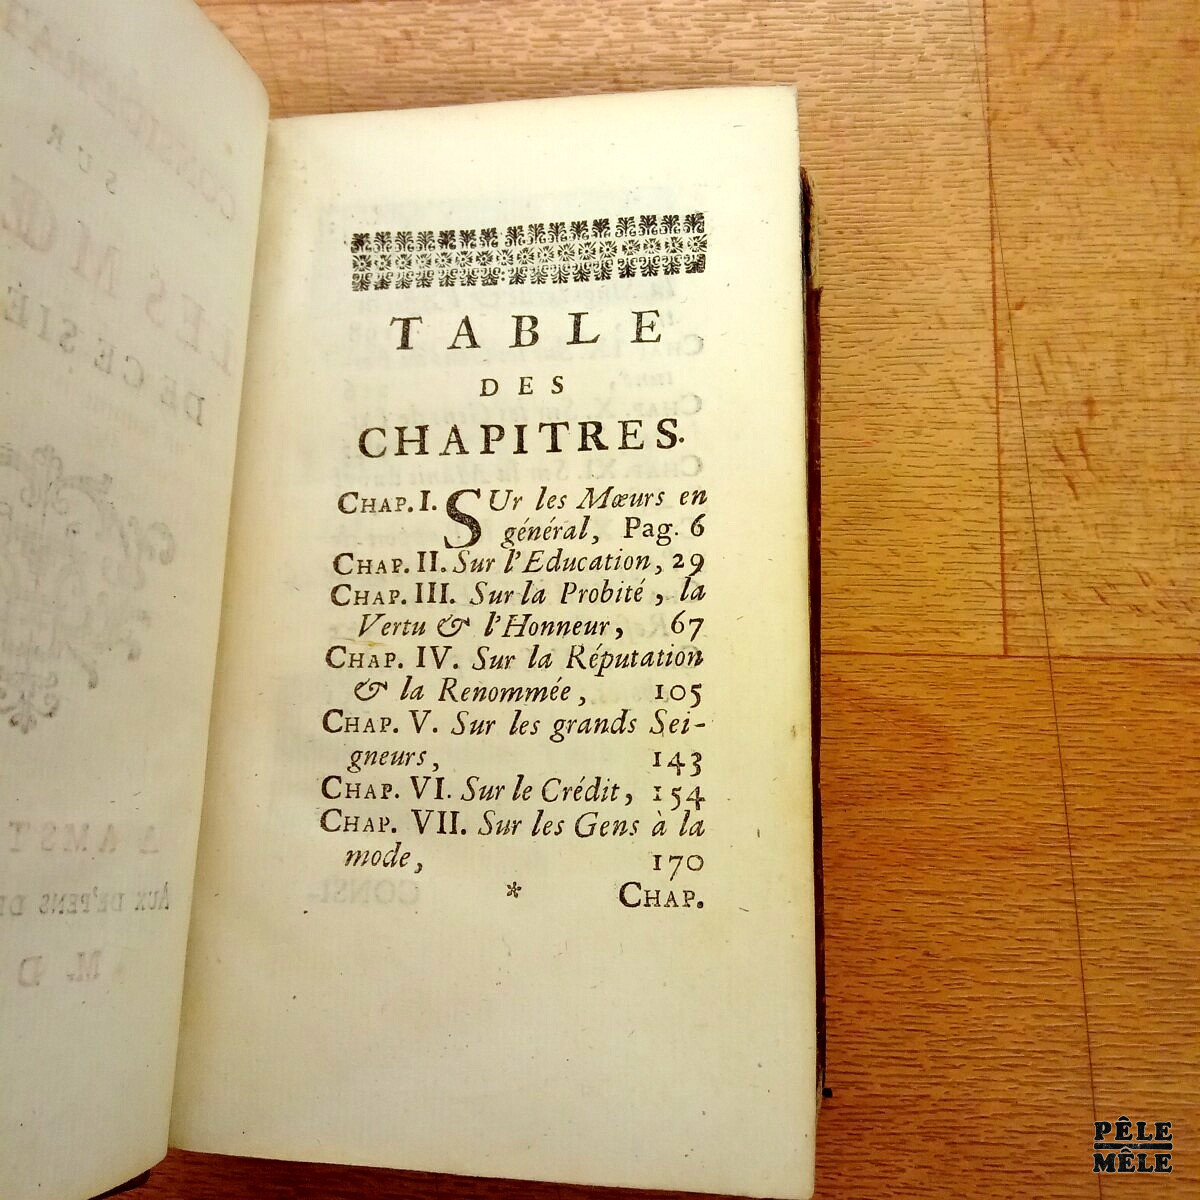 TABLE
DES
CHAPITRES.
CHAP. I. SUr les Mœurs en
général, Pag. 6
CHAP. II. Sur l'Education, 29
CHAP. III. Sur la Probité, la
Vertu & l'Honneur, 67
CHAP. IV. Sur la Réputation
& la Renommée, 105
CHAP. V. Sur les grands Sei-
gneurs, 143
CHAP. VI. Sur le Crédit, 154
CHAP. VII. Sur les Gens à la
mode, 170
* CHAP.
PÊLE
MÊLE